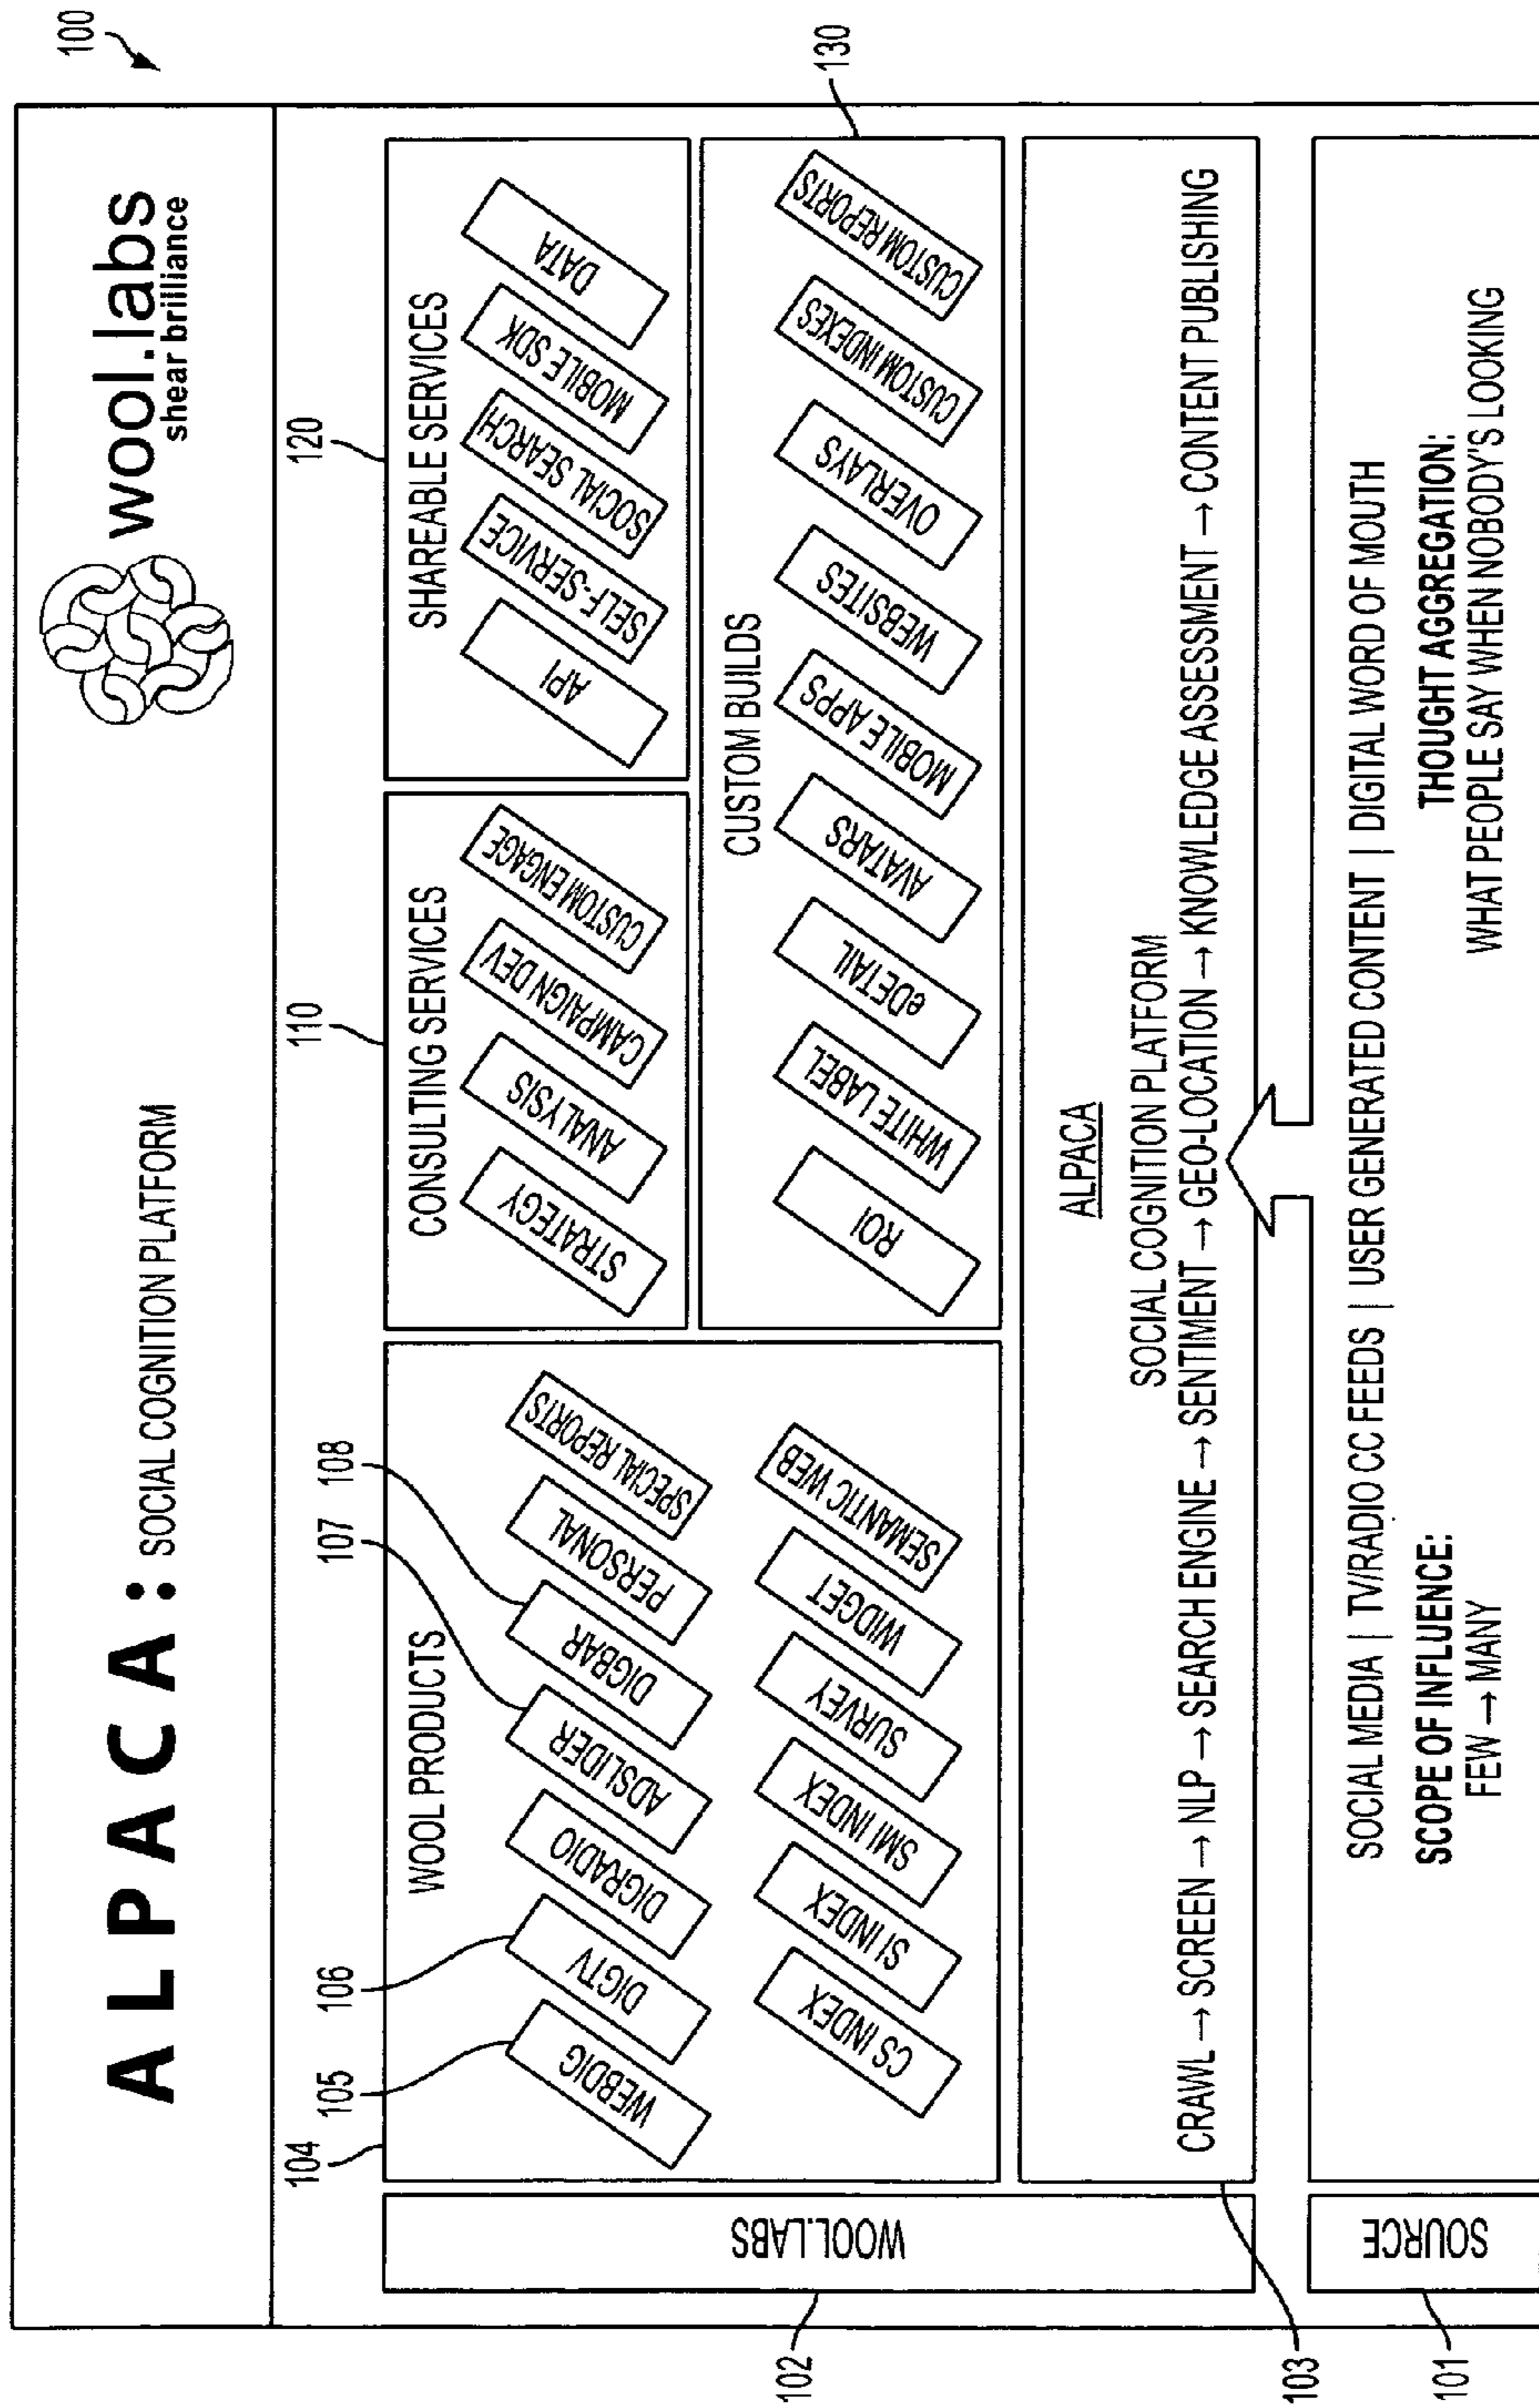 100
ALPACA: SOCIAL COGNITION PLATFORM
wool.labs
shear brilliance
104
105
106
107
108
110
120
WOOL PRODUCTS
WEBDIG
DIGTV
DIGRADIO
ADSLIDER
DIGBAR
PERSONAL
SPECIAL REPORTS
CS INDEX
SI INDEX
SMI INDEX
SURVEY
WIDGET
SEMANTIC WEB
CONSULTING SERVICES
STRATEGY
ANALYSIS
CAMPAIGN DEV
CUSTOM ENGAGE
SHAREABLE SERVICES
API
SELF-SERVICE
SOCIAL SEARCH
MOBILE SDK
DATA
CUSTOM BUILDS
ROI
WHITE LABEL
eDETAIL
AVATARS
MOBILE APPS
WEBSITES
OVERLAYS
CUSTOM INDEXES
CUSTOM REPORTS
130
102
WOOL.LABS
ALPACA
SOCIAL COGNITION PLATFORM
CRAWL → SCREEN → NLP → SEARCH ENGINE → SENTIMENT → GEO-LOCATION → KNOWLEDGE ASSESSMENT → CONTENT PUBLISHING
103
101
SOURCE
SOCIAL MEDIA | TV/RADIO CC FEEDS | USER GENERATED CONTENT | DIGITAL WORD OF MOUTH
SCOPE OF INFLUENCE:
FEW → MANY
THOUGHT AGGREGATION:
WHAT PEOPLE SAY WHEN NOBODY'S LOOKING